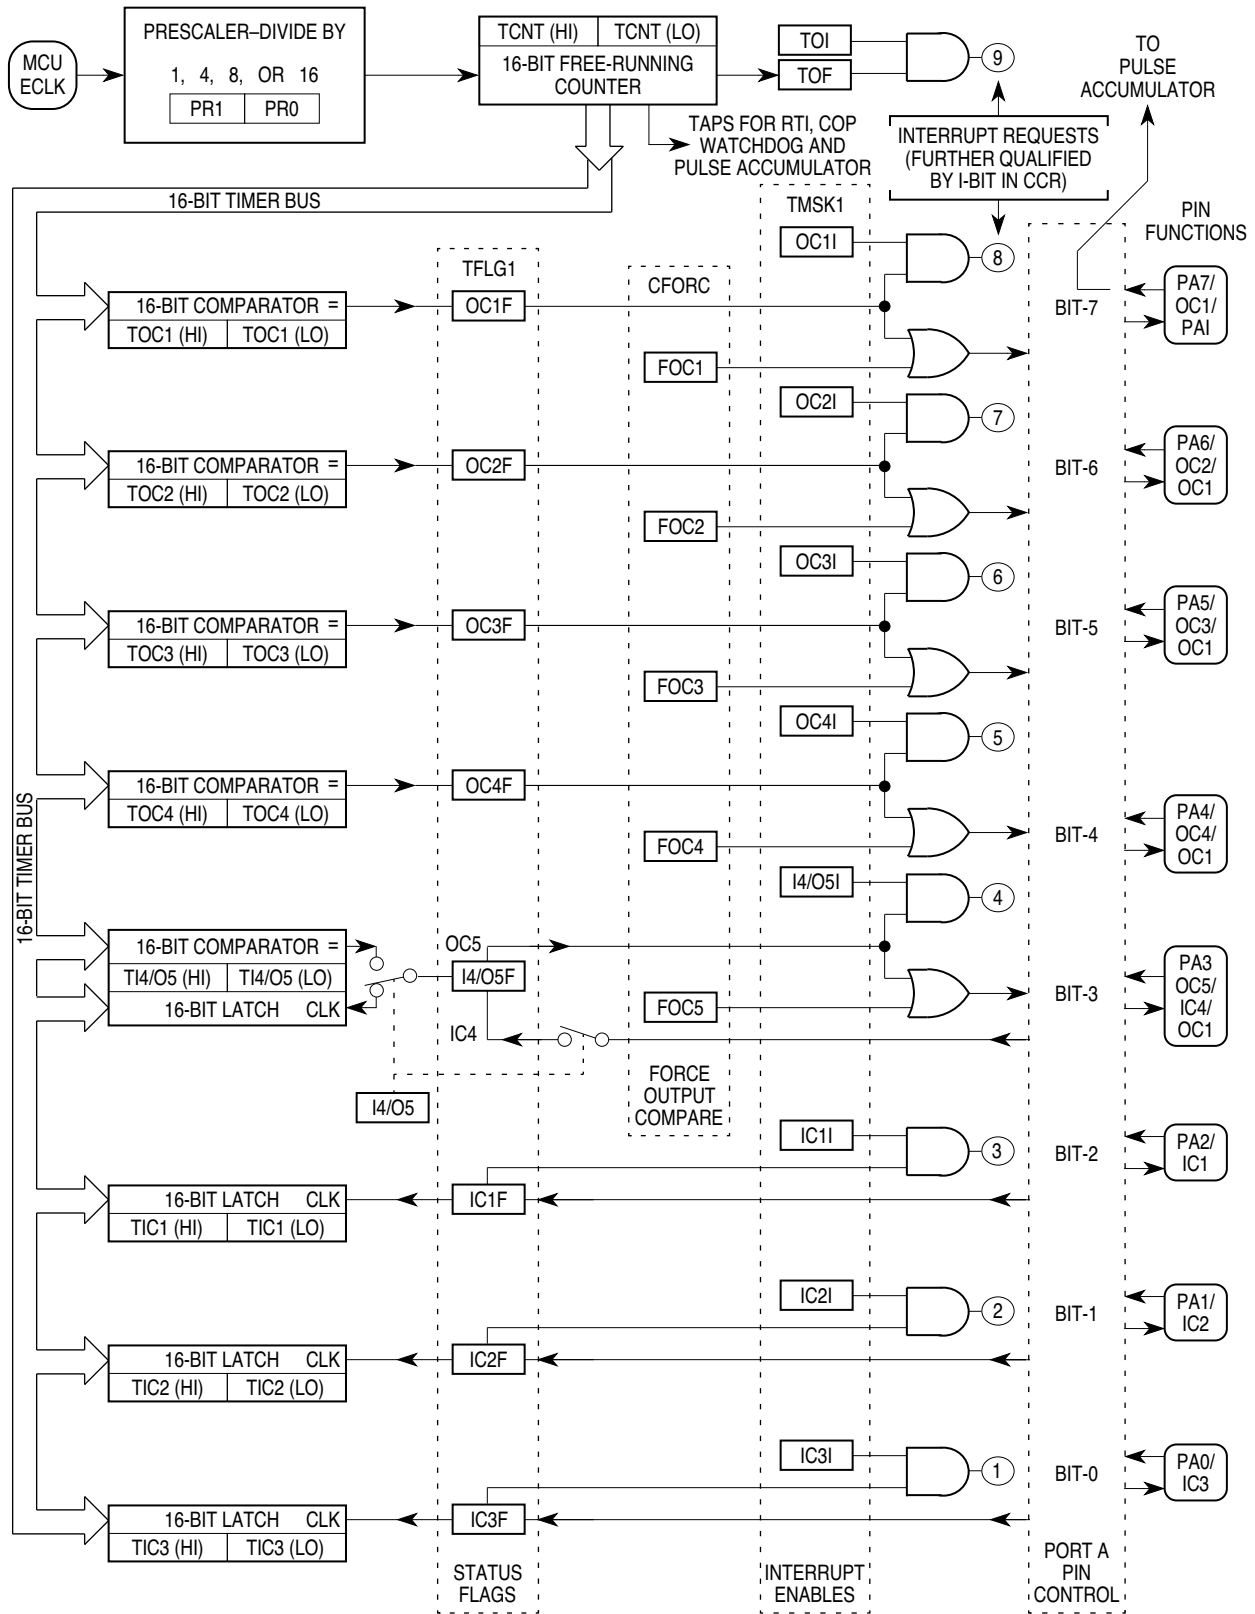 MCU
ECLK
PRESCALER–DIVIDE BY
1, 4, 8, OR 16
PR1 PR0
TCNT (HI) TCNT (LO)
16-BIT FREE-RUNNING
COUNTER
TOI
TOF
9
TO
PULSE
ACCUMULATOR
TAPS FOR RTI, COP
WATCHDOG AND
PULSE ACCUMULATOR
INTERRUPT REQUESTS
(FURTHER QUALIFIED
BY I-BIT IN CCR)
16-BIT TIMER BUS
TMSK1
PIN
FUNCTIONS
OC1I
8
TFLG1
CFORC
16-BIT COMPARATOR =
TOC1 (HI) TOC1 (LO)
OC1F
FOC1
BIT-7
PA7/
OC1/
PAI
OC2I
7
16-BIT COMPARATOR =
TOC2 (HI) TOC2 (LO)
OC2F
FOC2
BIT-6
PA6/
OC2/
OC1
OC3I
6
16-BIT COMPARATOR =
TOC3 (HI) TOC3 (LO)
OC3F
FOC3
BIT-5
PA5/
OC3/
OC1
OC4I
5
16-BIT COMPARATOR =
TOC4 (HI) TOC4 (LO)
OC4F
FOC4
BIT-4
PA4/
OC4/
OC1
16-BIT TIMER BUS
I4/O5I
4
16-BIT COMPARATOR =
TI4/O5 (HI) TI4/O5 (LO)
16-BIT LATCH CLK
OC5
I4/O5F
IC4
FOC5
BIT-3
PA3
OC5/
IC4/
OC1
I4/O5
FORCE
OUTPUT
COMPARE
IC1I
3
BIT-2
PA2/
IC1
16-BIT LATCH CLK
TIC1 (HI) TIC1 (LO)
IC1F
IC2I
2
BIT-1
PA1/
IC2
16-BIT LATCH CLK
TIC2 (HI) TIC2 (LO)
IC2F
IC3I
1
BIT-0
PA0/
IC3
16-BIT LATCH CLK
TIC3 (HI) TIC3 (LO)
IC3F
STATUS
FLAGS
INTERRUPT
ENABLES
PORT A
PIN
CONTROL